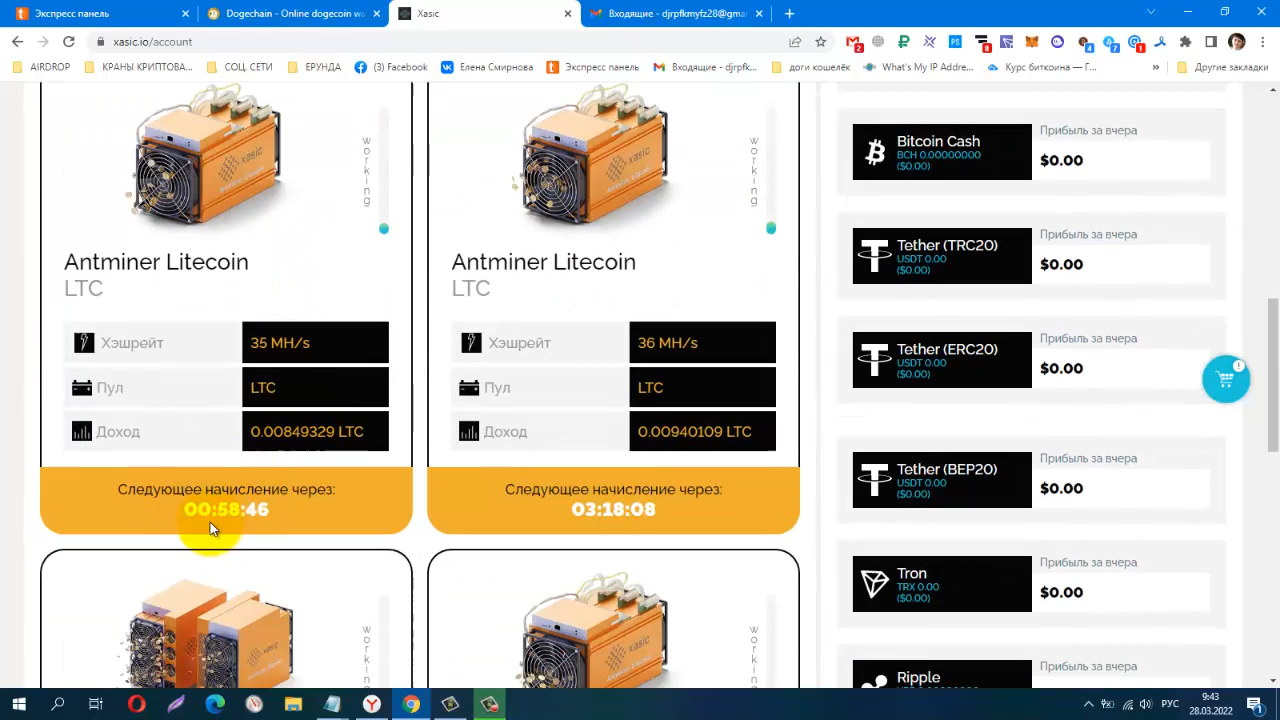 Экспресс панель
Dogechain - Online dogecoin wa
Xasic
Входящие - djrpfkmyfz28@gma
xasic.io/account
AIRDROP
КРАНЫ КРИПТОВА...
СОЦ. СЕТИ
ЕРУНДА
(3) Facebook
Елена Смирнова
Экспресс панель
Входящие - djrpfk...
доги кошелёк
What's My IP Addre...
Курс биткоина — Г...
»
Другие закладки
working
working
Antminer Litecoin
LTC
Хэшрейт
35 MH/s
Пул
LTC
Доход
0.00849329 LTC
Следующее начисление через:
00:58:46
Antminer Litecoin
LTC
Хэшрейт
36 MH/s
Пул
LTC
Доход
0.00940109 LTC
Следующее начисление через:
03:18:08
working
working
Bitcoin Cash
BCH 0.00000000
($0.00)
Прибыль за вчера
$0.00
Tether (TRC20)
USDT 0.00
($0.00)
Прибыль за вчера
$0.00
Tether (ERC20)
USDT 0.00
($0.00)
Прибыль за вчера
$0.00
Tether (BEP20)
USDT 0.00
($0.00)
Прибыль за вчера
$0.00
Tron
TRX 0.00
($0.00)
Прибыль за вчера
$0.00
Ripple
Прибыль за вчера
РУС
9:43
28.03.2022